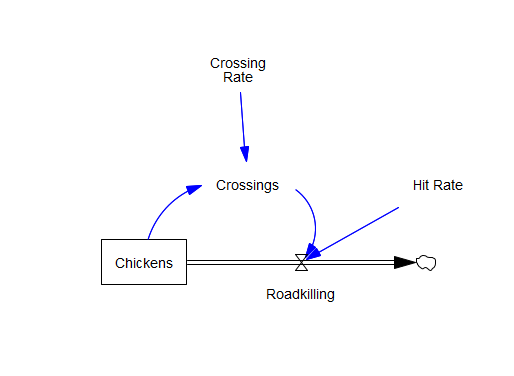 Crossing
Rate
Crossings
Hit Rate
Chickens
Roadkilling